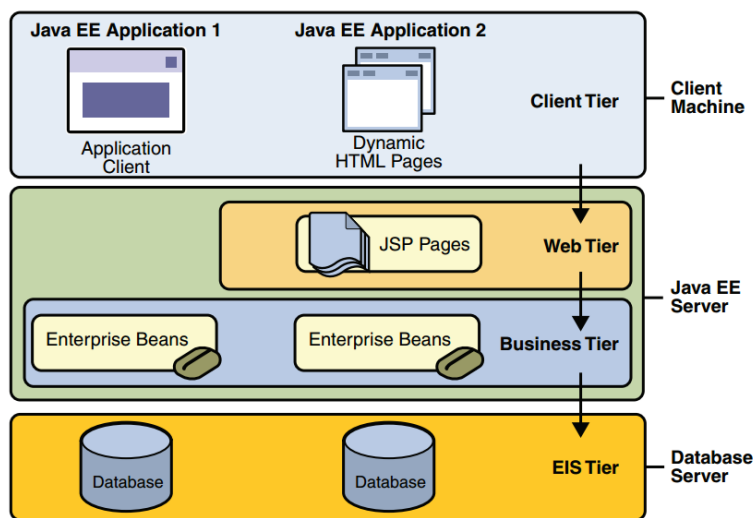 Java EE Application 1
Java EE Application 2
Application
Client
Dynamic
HTML Pages
Client Tier
Client
Machine
JSP Pages
Web Tier
Java EE
Server
Enterprise Beans
Enterprise Beans
Business Tier
Database
Database
EIS Tier
Database
Server